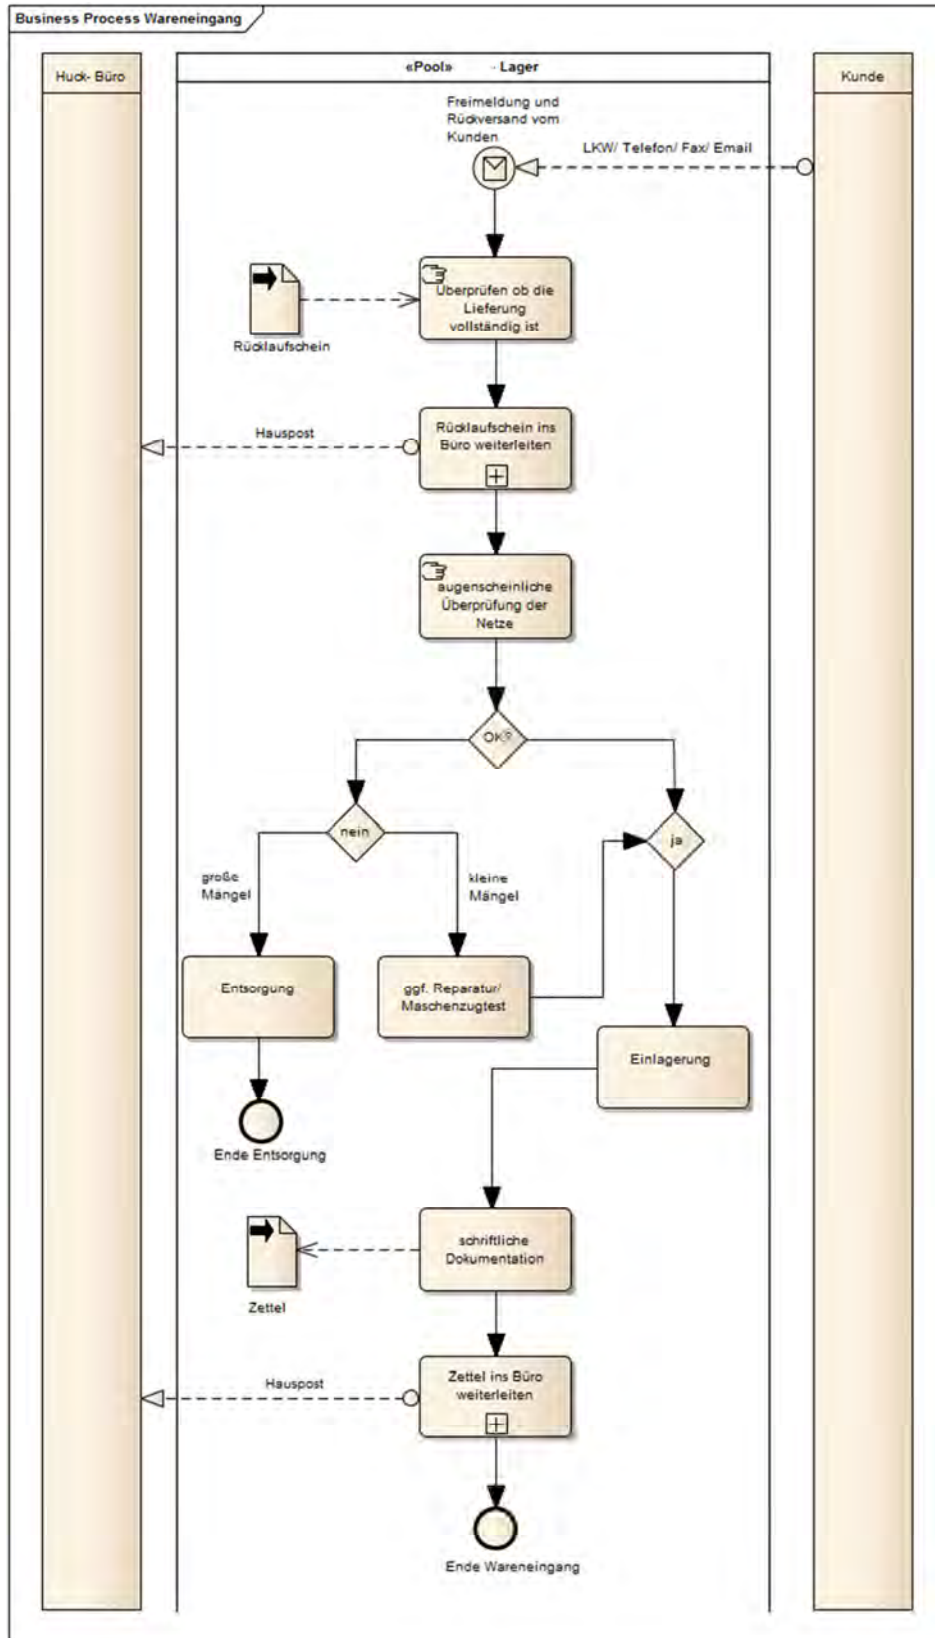 Business Process Wareneingang
Huck- Büro
«Pool» - Lager
Kunde
Freimeldung und
Rückversand vom
Kunden
LKW/ Telefon/ Fax/ Email
Überprüfen ob die
Lieferung
vollständig ist
Rücklaufschein
Hauspost
Rücklaufschein ins
Büro weiterleiten
augenscheinliche
Überprüfung der
Netze
OK?
nein
ja
große
Mängel
kleine
Mängel
Entsorgung
ggf. Reparatur/
Maschenzugtest
Einlagerung
Ende Entsorgung
schriftliche
Dokumentation
Zettel
Hauspost
Zettel ins Büro
weiterleiten
Ende Wareneingang